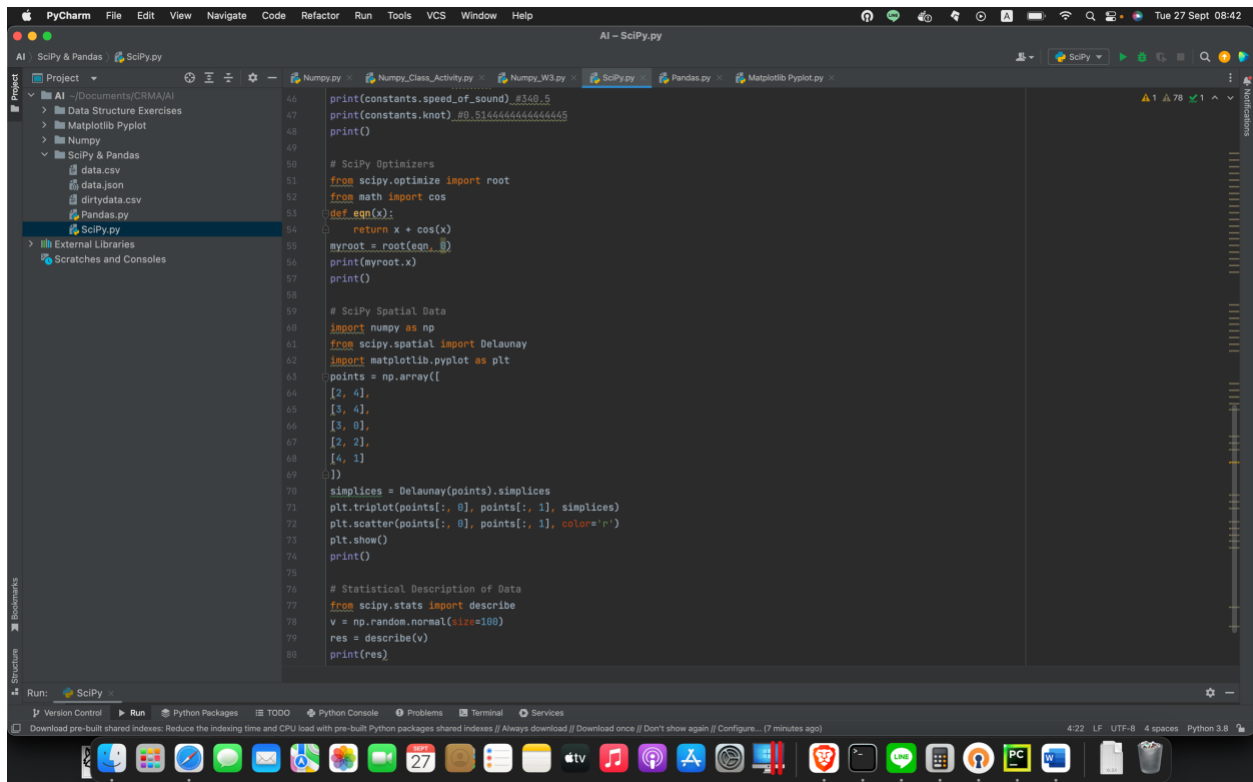 PyCharm File Edit View Navigate Code Refactor Run Tools VCS Window Help A Tue 27 Sept 08:42
AI – SciPy.py
AI SciPy & Pandas SciPy.py SciPy
Project Numpy.py Numpy_Class_Activity.py Numpy_W3.py SciPy.py Pandas.py Matplotlib Pyplot.py
Project
Notifications
AI ~/Documents/CRMA/AI
Data Structure Exercises
Matplotlib Pyplot
Numpy
SciPy & Pandas
data.csv
data.json
dirtydata.csv
Pandas.py
SciPy.py
External Libraries
Scratches and Consoles
1 78 1
46 print(constants.speed_of_sound) #340.5
47 print(constants.knot) #0.5144444444444445
48 print()
49
50 # SciPy Optimizers
51 from scipy.optimize import root
52 from math import cos
53 def eqn(x):
54 return x + cos(x)
55 myroot = root(eqn, 0)
56 print(myroot.x)
57 print()
58
59 # SciPy Spatial Data
60 import numpy as np
61 from scipy.spatial import Delaunay
62 import matplotlib.pyplot as plt
63 points = np.array([
64 [2, 4],
65 [3, 4],
66 [3, 0],
67 [2, 2],
68 [4, 1]
69 ])
70 simplices = Delaunay(points).simplices
71 plt.triplot(points[:, 0], points[:, 1], simplices)
72 plt.scatter(points[:, 0], points[:, 1], color='r')
73 plt.show()
74 print()
75
76 # Statistical Description of Data
77 from scipy.stats import describe
78 v = np.random.normal(size=100)
79 res = describe(v)
80 print(res)
Bookmarks
Structure
Run: SciPy
Version Control Run Python Packages TODO Python Console Problems Terminal Services
Download pre-built shared indexes: Reduce the indexing time and CPU load with pre-built Python packages shared indexes // Always download // Download once // Don't show again // Configure... (7 minutes ago) 4:22 LF UTF-8 4 spaces Python 3.8
SEPT
27
tv
LINE
PC
W